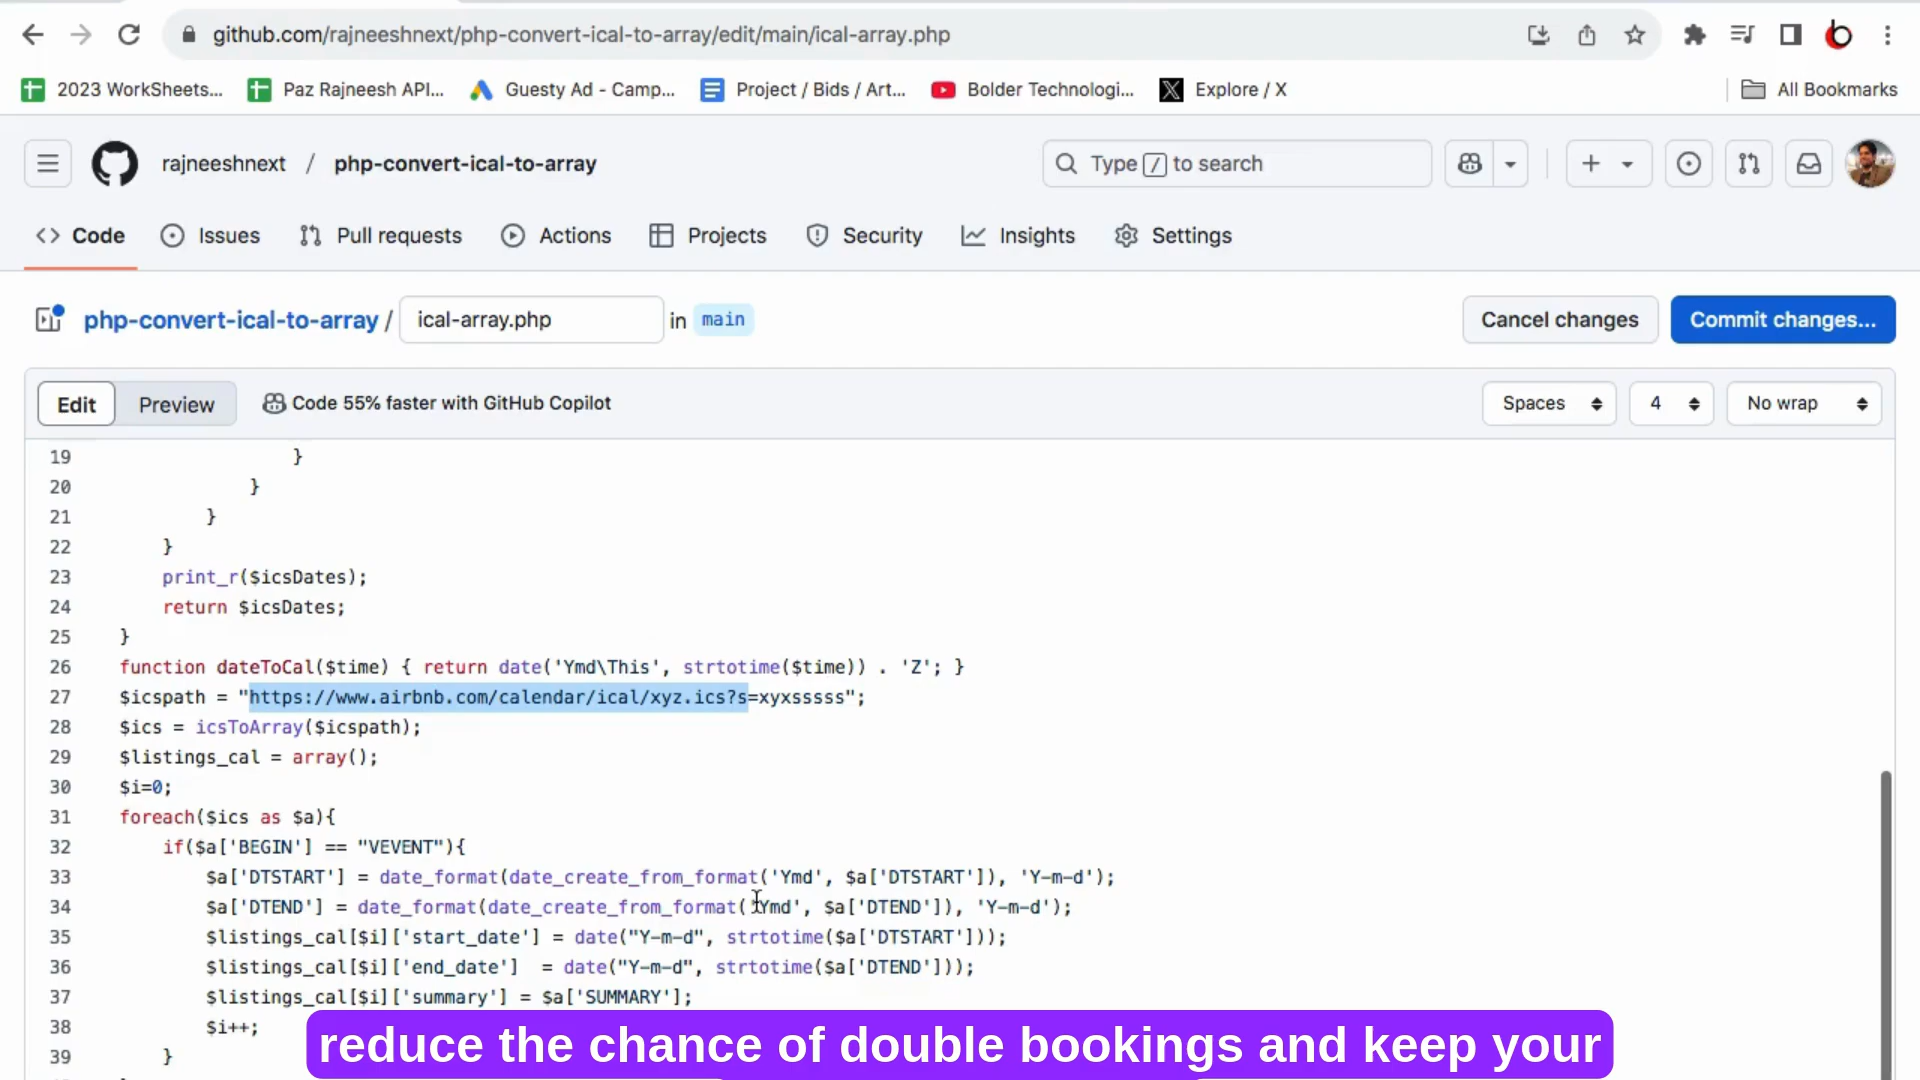 github.com/rajneeshnext/php-convert-ical-to-array/edit/main/ical-array.php
2023 WorkSheets... Paz Rajneesh API... Guesty Ad - Camp... Project / Bids / Art... Bolder Technologi... Explore / X All Bookmarks
rajneeshnext / php-convert-ical-to-array Type / to search
Code Issues Pull requests Actions Projects Security Insights Settings
php-convert-ical-to-array / ical-array.php in main Cancel changes Commit changes...
Edit Preview Code 55% faster with GitHub Copilot Spaces 4 No wrap
19 }
20 }
21 }
22 }
23 print_r($icsDates);
24 return $icsDates;
25 }
26 function dateToCal($time) { return date('Ymd\This', strtotime($time)) . 'Z'; }
27 $icspath = "https://www.airbnb.com/calendar/ical/xyz.ics?s=xyxsssss";
28 $ics = icsToArray($icspath);
29 $listings_cal = array();
30 $i=0;
31 foreach($ics as $a){
32 if($a['BEGIN'] == "VEVENT"){
33 $a['DTSTART'] = date_format(date_create_from_format('Ymd', $a['DTSTART']), 'Y-m-d');
34 $a['DTEND'] = date_format(date_create_from_format('Ymd', $a['DTEND']), 'Y-m-d');
35 $listings_cal[$i]['start_date'] = date("Y-m-d", strtotime($a['DTSTART']));
36 $listings_cal[$i]['end_date'] = date("Y-m-d", strtotime($a['DTEND']));
37 $listings_cal[$i]['summary'] = $a['SUMMARY'];
38 $i++;
39 }
reduce the chance of double bookings and keep your